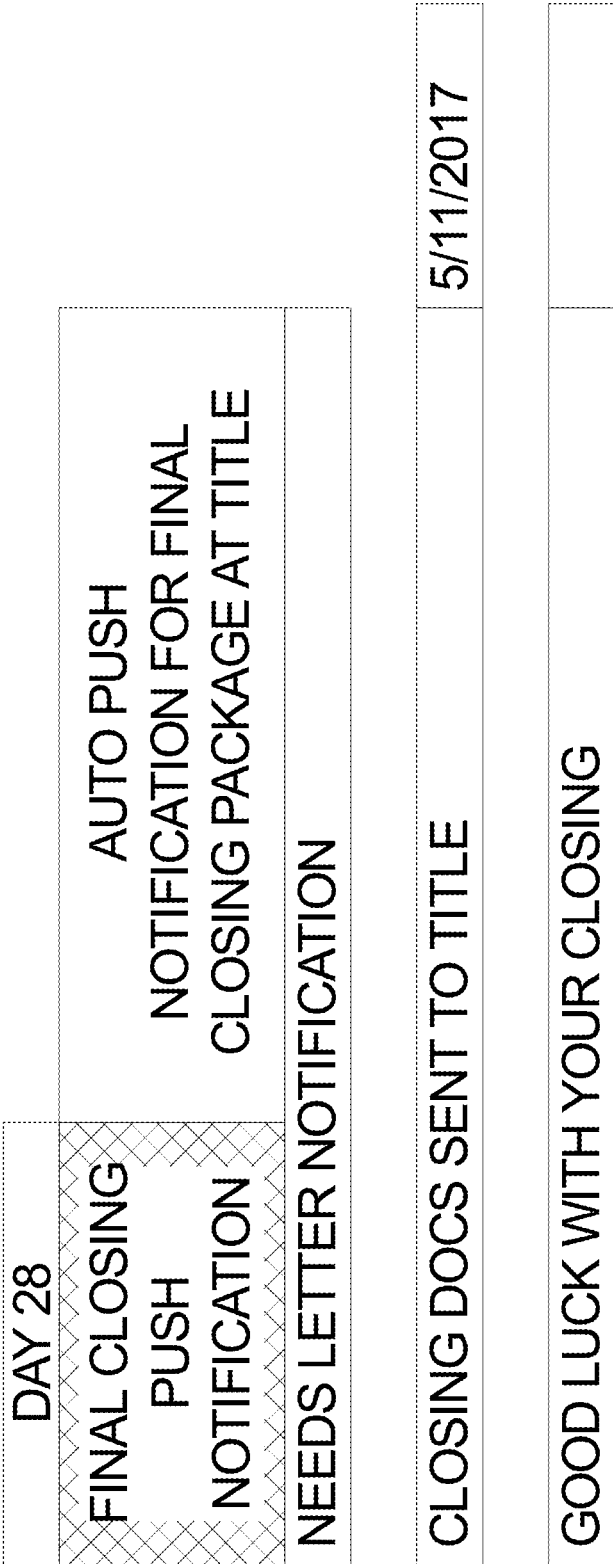 DAY 28
FINAL CLOSING
PUSH
NOTIFICATION
AUTO PUSH
NOTIFICATION FOR FINAL
CLOSING PACKAGE AT TITLE
NEEDS LETTER NOTIFICATION
CLOSING DOCS SENT TO TITLE 5/11/2017
GOOD LUCK WITH YOUR CLOSING